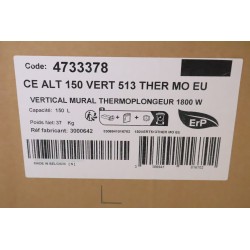 Code: 4733378
CE ALT 150 VERT 513 THER MO EU
VERTICAL MURAL THERMOPLONGEUR 1800 W
Capacité: 150 L
Poids Net: 37 Kg
Réf fabricant: 3000642
ErP